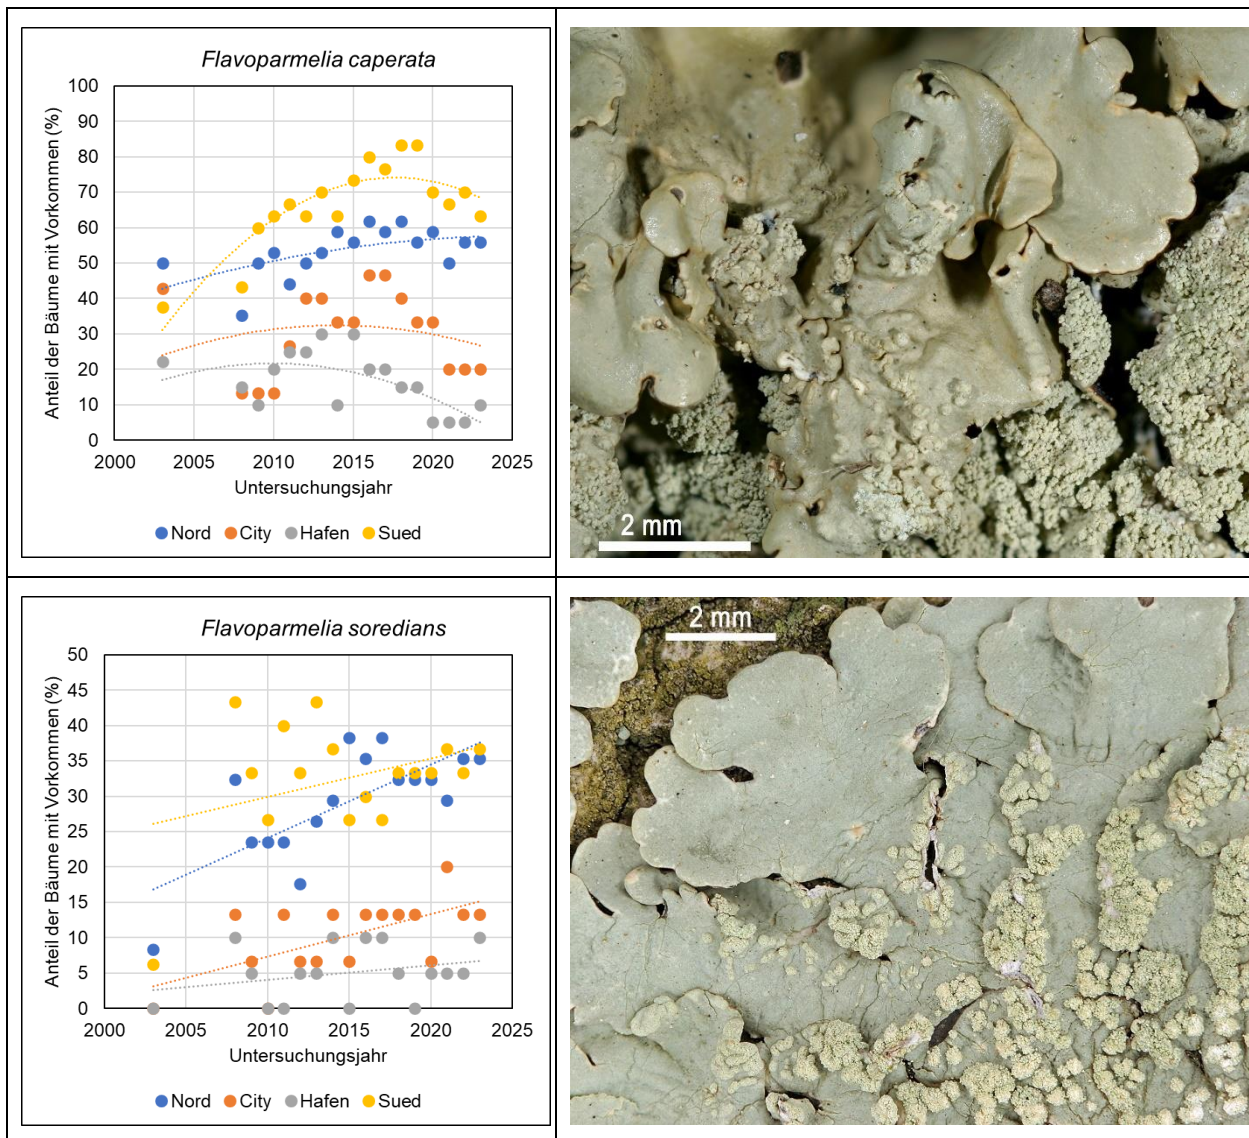 Flavoparmelia caperata
Anteil der Bäume mit Vorkommen (%)
100
90
80
70
60
50
40
30
20
10
0
2000 2005 2010 2015 2020 2025
Untersuchungsjahr
Nord City Hafen Sued
2 mm
Flavoparmelia soredians
Anteil der Bäume mit Vorkommen (%)
50
45
40
35
30
25
20
15
10
5
0
2000 2005 2010 2015 2020 2025
Untersuchungsjahr
Nord City Hafen Sued
2 mm